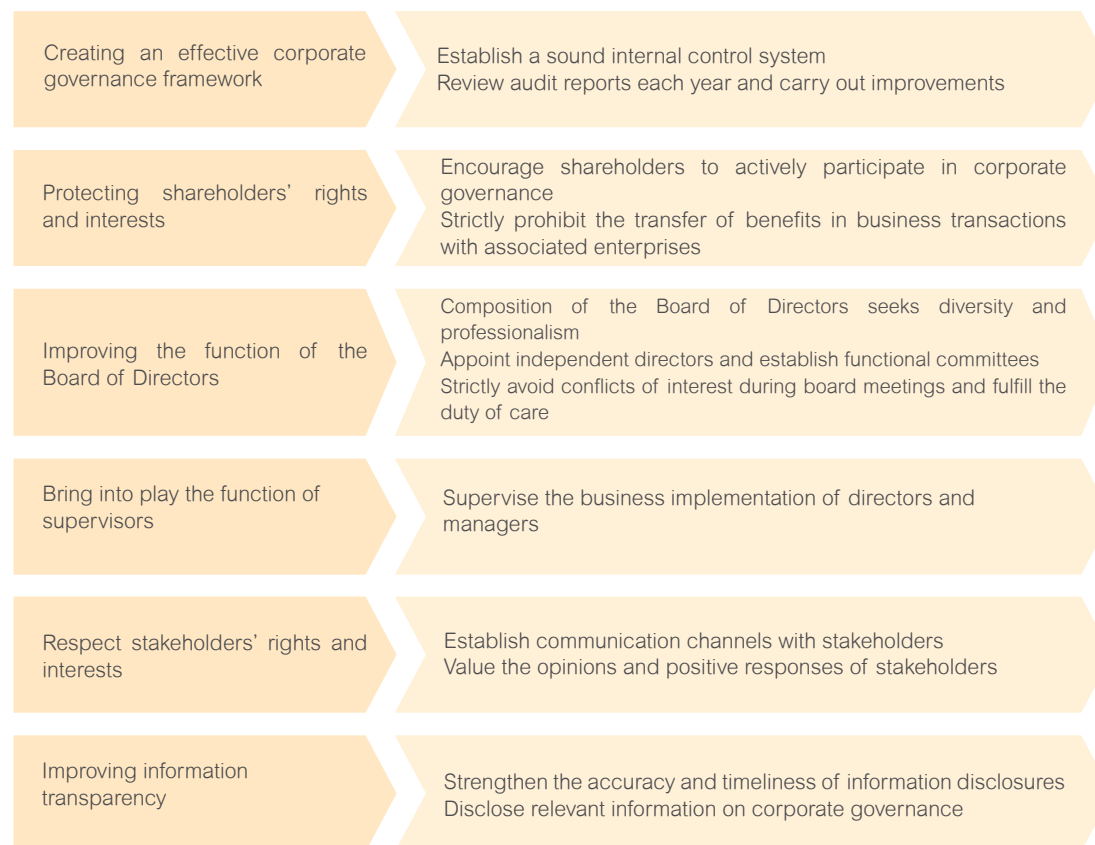 Creating an effective corporate
governance framework
Establish a sound internal control system
Review audit reports each year and carry out improvements
Protecting shareholders’ rights
and interests
Encourage shareholders to actively participate in corporate
governance
Strictly prohibit the transfer of benefits in business transactions
with associated enterprises
Improving the function of the
Board of Directors
Composition of the Board of Directors seeks diversity and
professionalism
Appoint independent directors and establish functional committees
Strictly avoid conflicts of interest during board meetings and fulfill the
duty of care
Bring into play the function of
supervisors
Supervise the business implementation of directors and
managers
Respect stakeholders’ rights and
interests
Establish communication channels with stakeholders
Value the opinions and positive responses of stakeholders
Improving information
transparency
Strengthen the accuracy and timeliness of information disclosures
Disclose relevant information on corporate governance